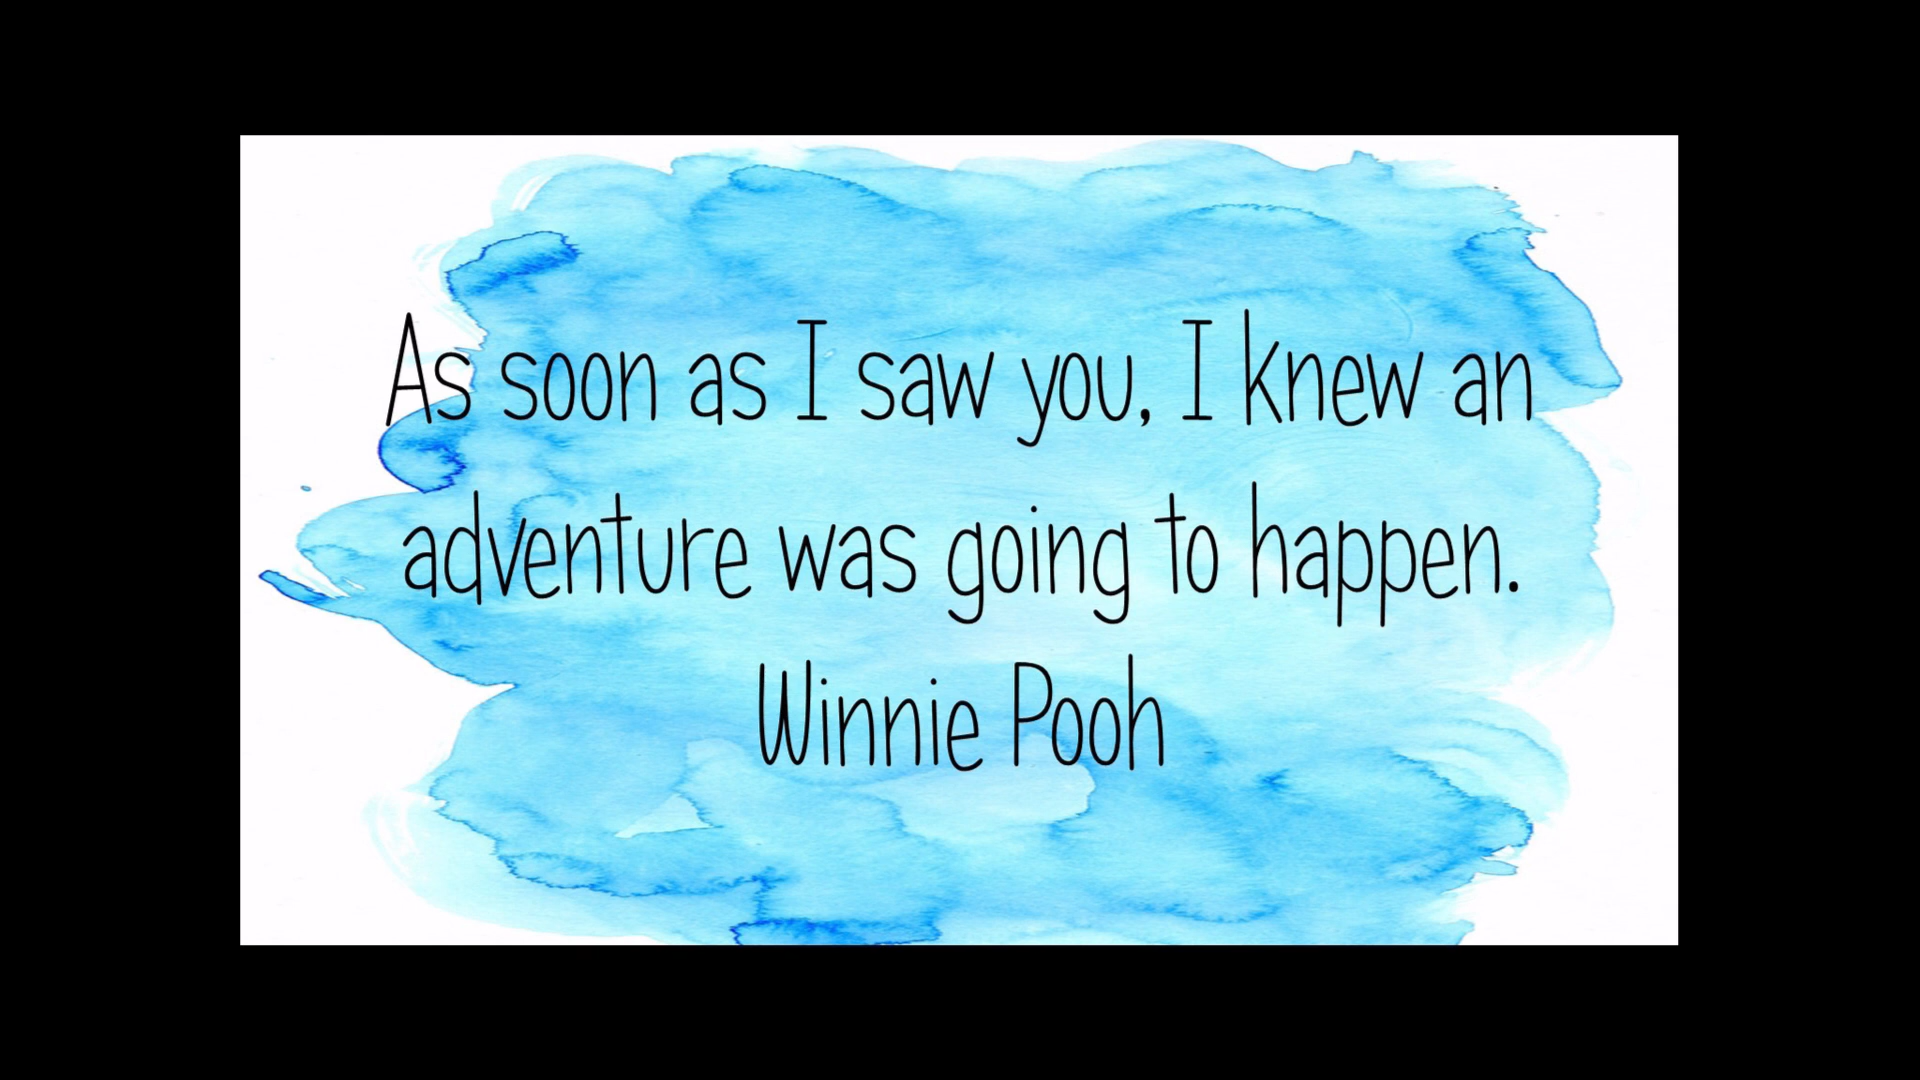 As soon as I saw you, I knew an
adventure was going to happen.
Winnie Pooh